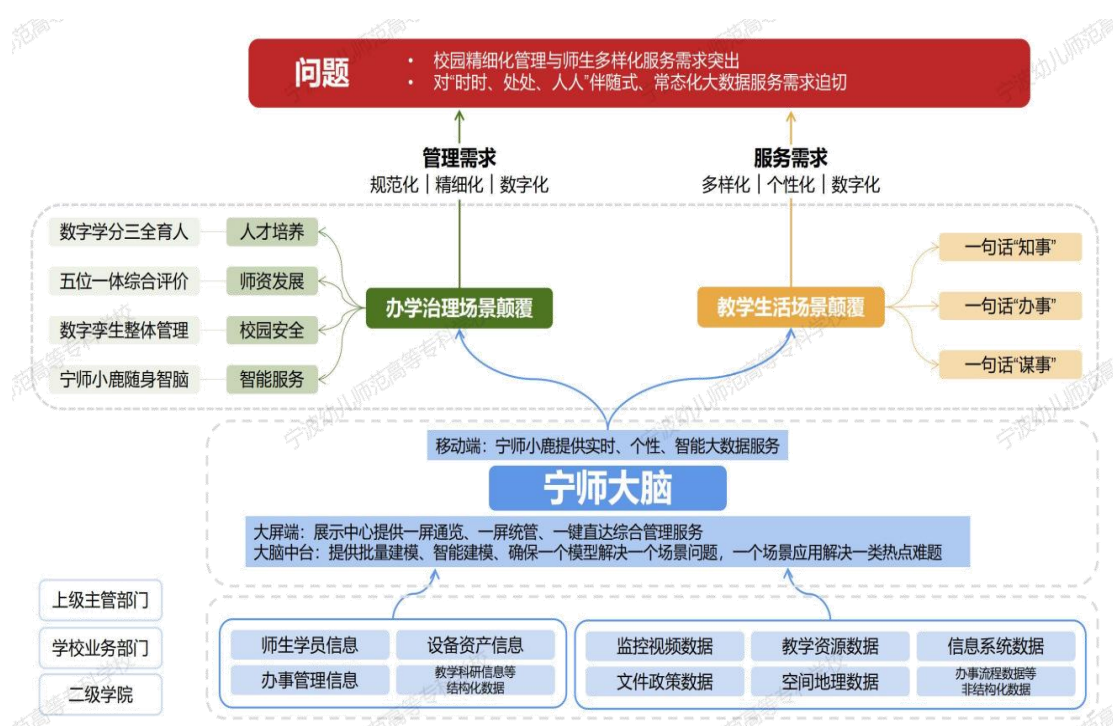 问题
• 校园精细化管理与师生多样化服务需求突出
• 对“时时、处处、人人”伴随式、常态化大数据服务需求迫切
管理需求
规范化｜精细化｜数字化
服务需求
多样化｜个性化｜数字化
数字学分三全育人
人才培养
五位一体综合评价
师资发展
数字孪生整体管理
校园安全
宁师小鹿随身智脑
智能服务
办学治理场景颠覆
教学生活场景颠覆
一句话“知事”
一句话“办事”
一句话“谋事”
移动端：宁师小鹿提供实时、个性、智能大数据服务
宁师大脑
大屏端：展示中心提供一屏通览、一屏统管、一键直达综合管理服务
大脑中台：提供批量建模、智能建模、确保一个模型解决一个场景问题，一个场景应用解决一类热点难题
上级主管部门
学校业务部门
二级学院
师生学员信息
设备资产信息
办事管理信息
教学科研信息等
结构化数据
监控视频数据
教学资源数据
信息系统数据
文件政策数据
空间地理数据
办事流程数据等
非结构化数据
宁波幼儿师范高等专科学校